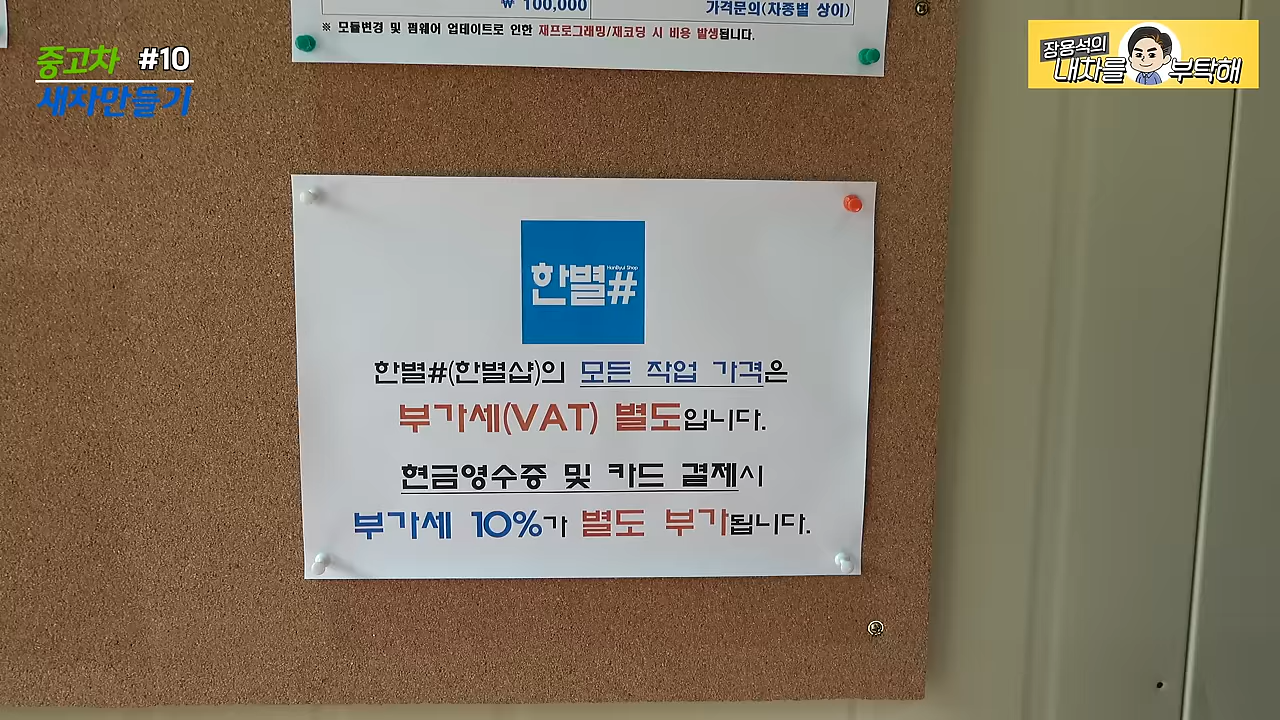 ₩ 100,000
가격문의(차종별 상이)
※ 모듈변경 및 펌웨어 업데이트로 인한 재프로그래밍/재코딩 시 비용 발생됩니다.
중고차 #10
새차만들기
장용석의
내차를 부탁해
HanByul Shop
한별#
한별#(한별샵)의 모든 작업 가격은
부가세(VAT) 별도입니다.
현금영수증 및 카드 결제시
부가세 10%가 별도 부가됩니다.